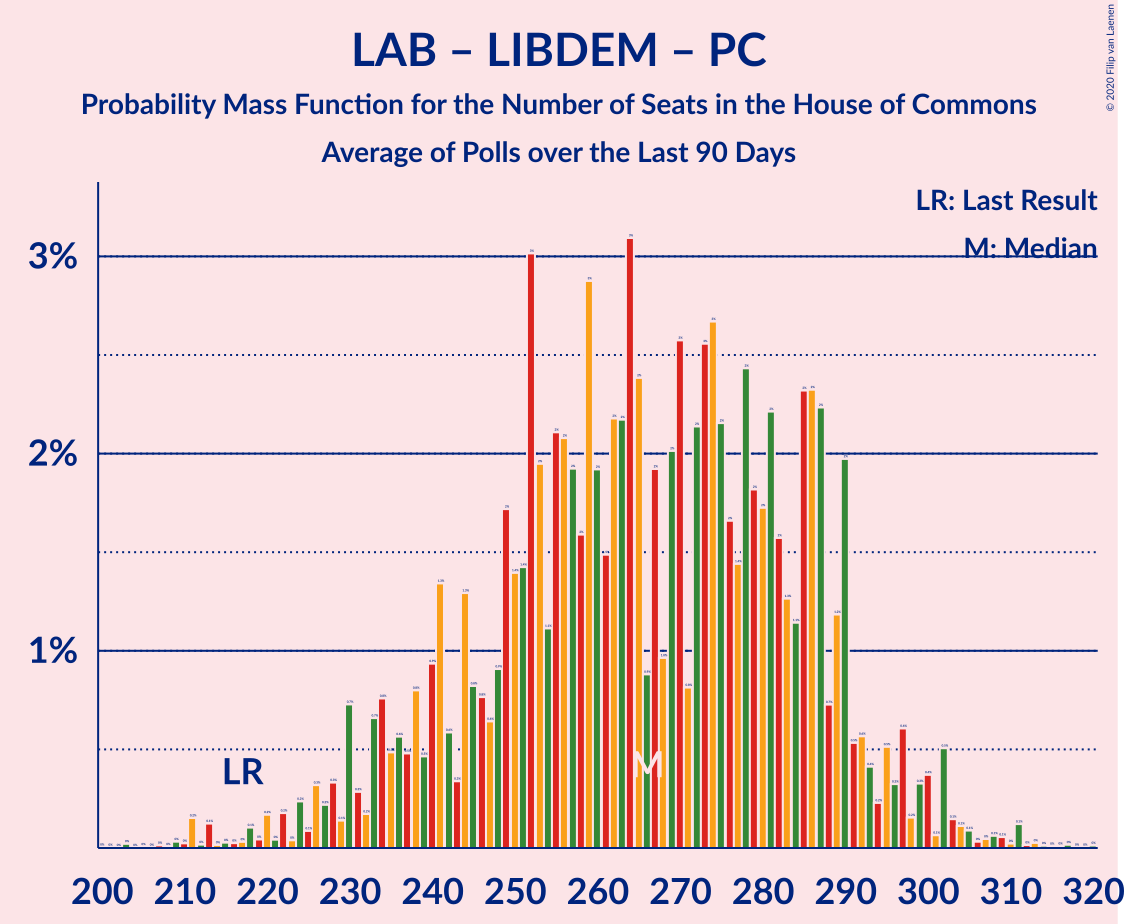 LAB – LIBDEM – PC
Probability Mass Function for the Number of Seats in the House of Commons
Average of Polls over the Last 90 Days
© 2020 Filip van Laenen
LR: Last Result
M: Median
3%
2%
1%
LR
M
200 210 220 230 240 250 260 270 280 290 300 310 320